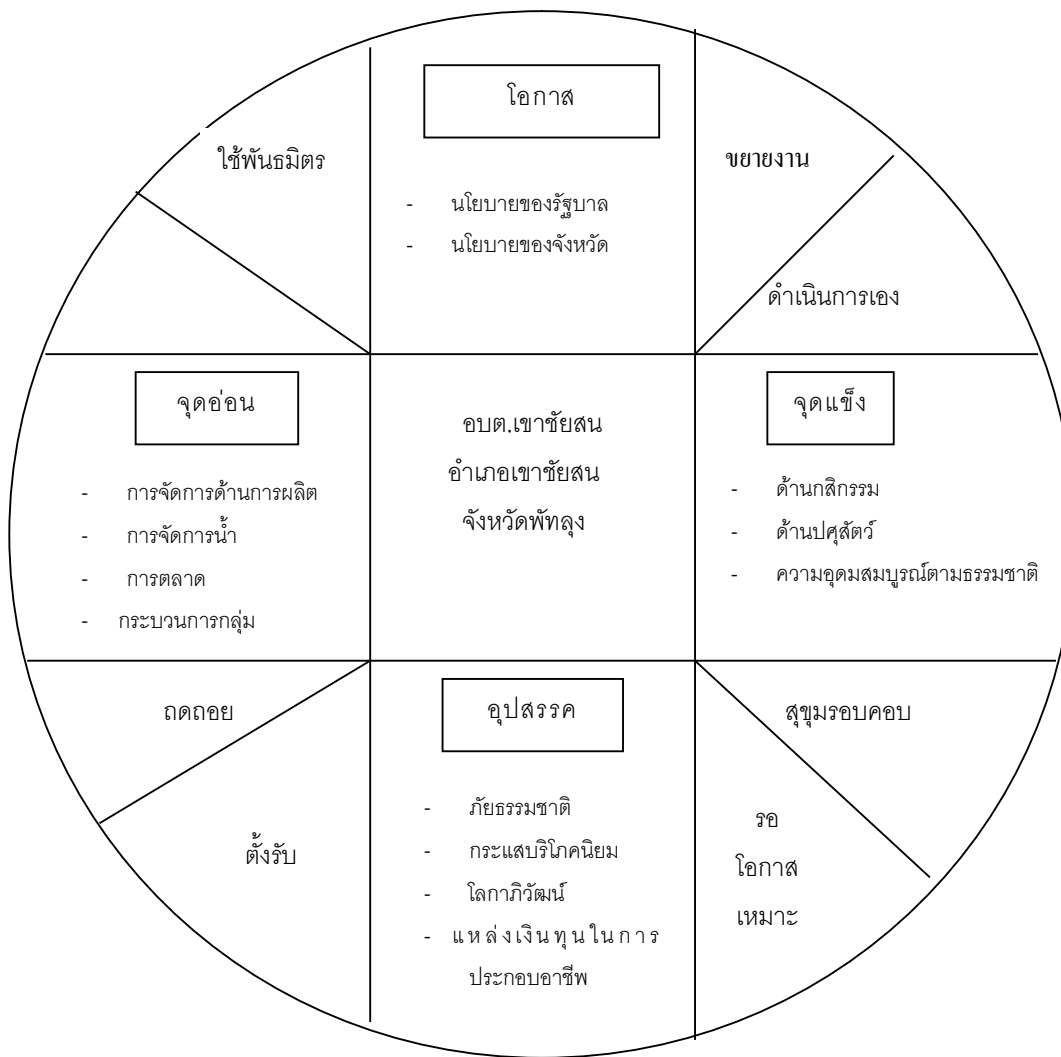 โอกาส
- นโยบายของรัฐบาล
- นโยบายของจังหวัด
ใช้พันธมิตร
ขยายงาน
ดำเนินการเอง
จุดอ่อน
- การจัดการด้านการผลิต
- การจัดการน้ำ
- การตลาด
- กระบวนการกลุ่ม
อบต.เขาชัยสน
อำเภอเขาชัยสน
จังหวัดพัทลุง
จุดแข็ง
- ด้านกสิกรรม
- ด้านปศุสัตว์
- ความอุดมสมบูรณ์ตามธรรมชาติ
ถดถอย
ตั้งรับ
อุปสรรค
- ภัยธรรมชาติ
- กระแสบริโภคนิยม
- โลกาภิวัฒน์
- แหล่งเงินทุนในการ
ประกอบอาชีพ
สุขุมรอบคอบ
รอ
โอกาส
เหมาะ